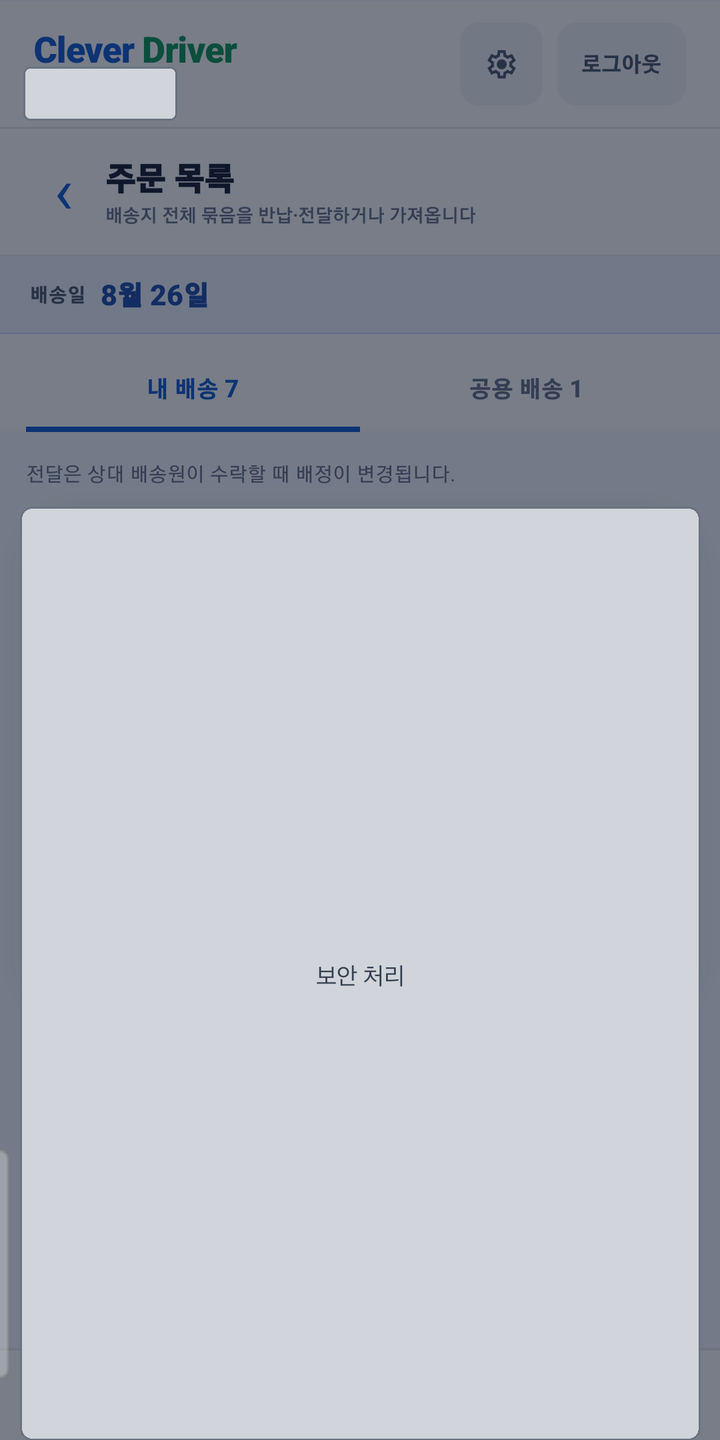 Clever Driver
로그아웃
주문 목록
배송지 전체 묶음을 반납·전달하거나 가져옵니다
배송일 8월 26일
내 배송 7
공용 배송 1
전달은 상대 배송원이 수락할 때 배정이 변경됩니다.
보안 처리